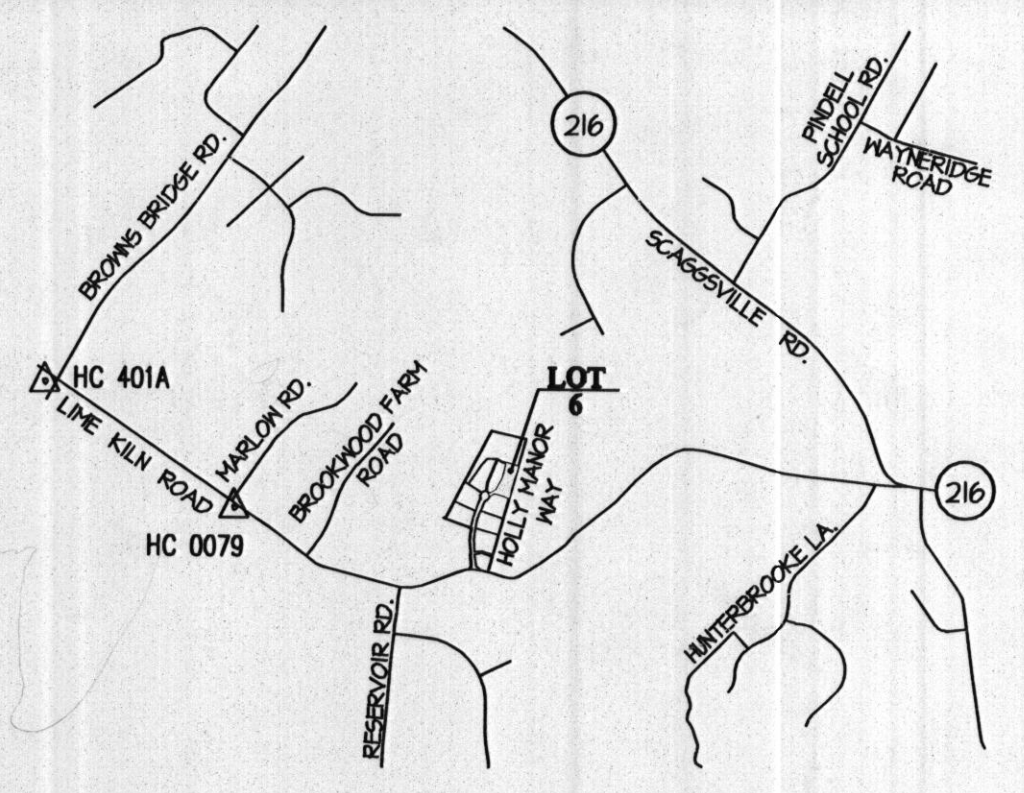 216
PINDELL
SCHOOL RD.
WAYNERIDGE
ROAD
BROWNS BRIDGE RD.
SCAGGSVILLE RD.
HC 401A
LOT
6
LIME KILN ROAD
MARLOW RD.
BROOKWOOD FARM
ROAD
HOLLY MANOR
WAY
216
HC 0079
HUNTERBROOKE LA.
RESERVOIR RD.